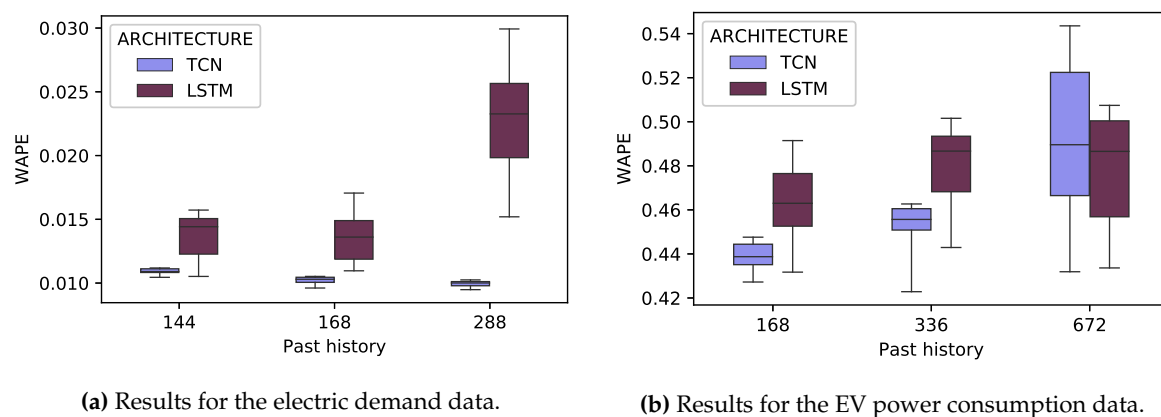 0.030
0.025
0.020
0.015
0.010
WAPE
ARCHITECTURE
TCN
LSTM
144
168
288
Past history
(a) Results for the electric demand data.
0.54
0.52
0.50
0.48
0.46
0.44
0.42
WAPE
ARCHITECTURE
TCN
LSTM
168
336
672
Past history
(b) Results for the EV power consumption data.